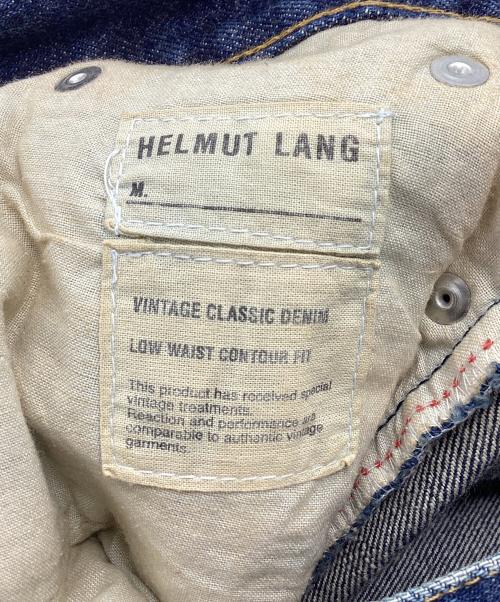 HELMUT LANG
M.
VINTAGE CLASSIC DENIM
LOW WAIST CONTOUR FIT
This product has received special
vintage treatments.
Reaction and performance are
comparable to authentic vintage
garments.